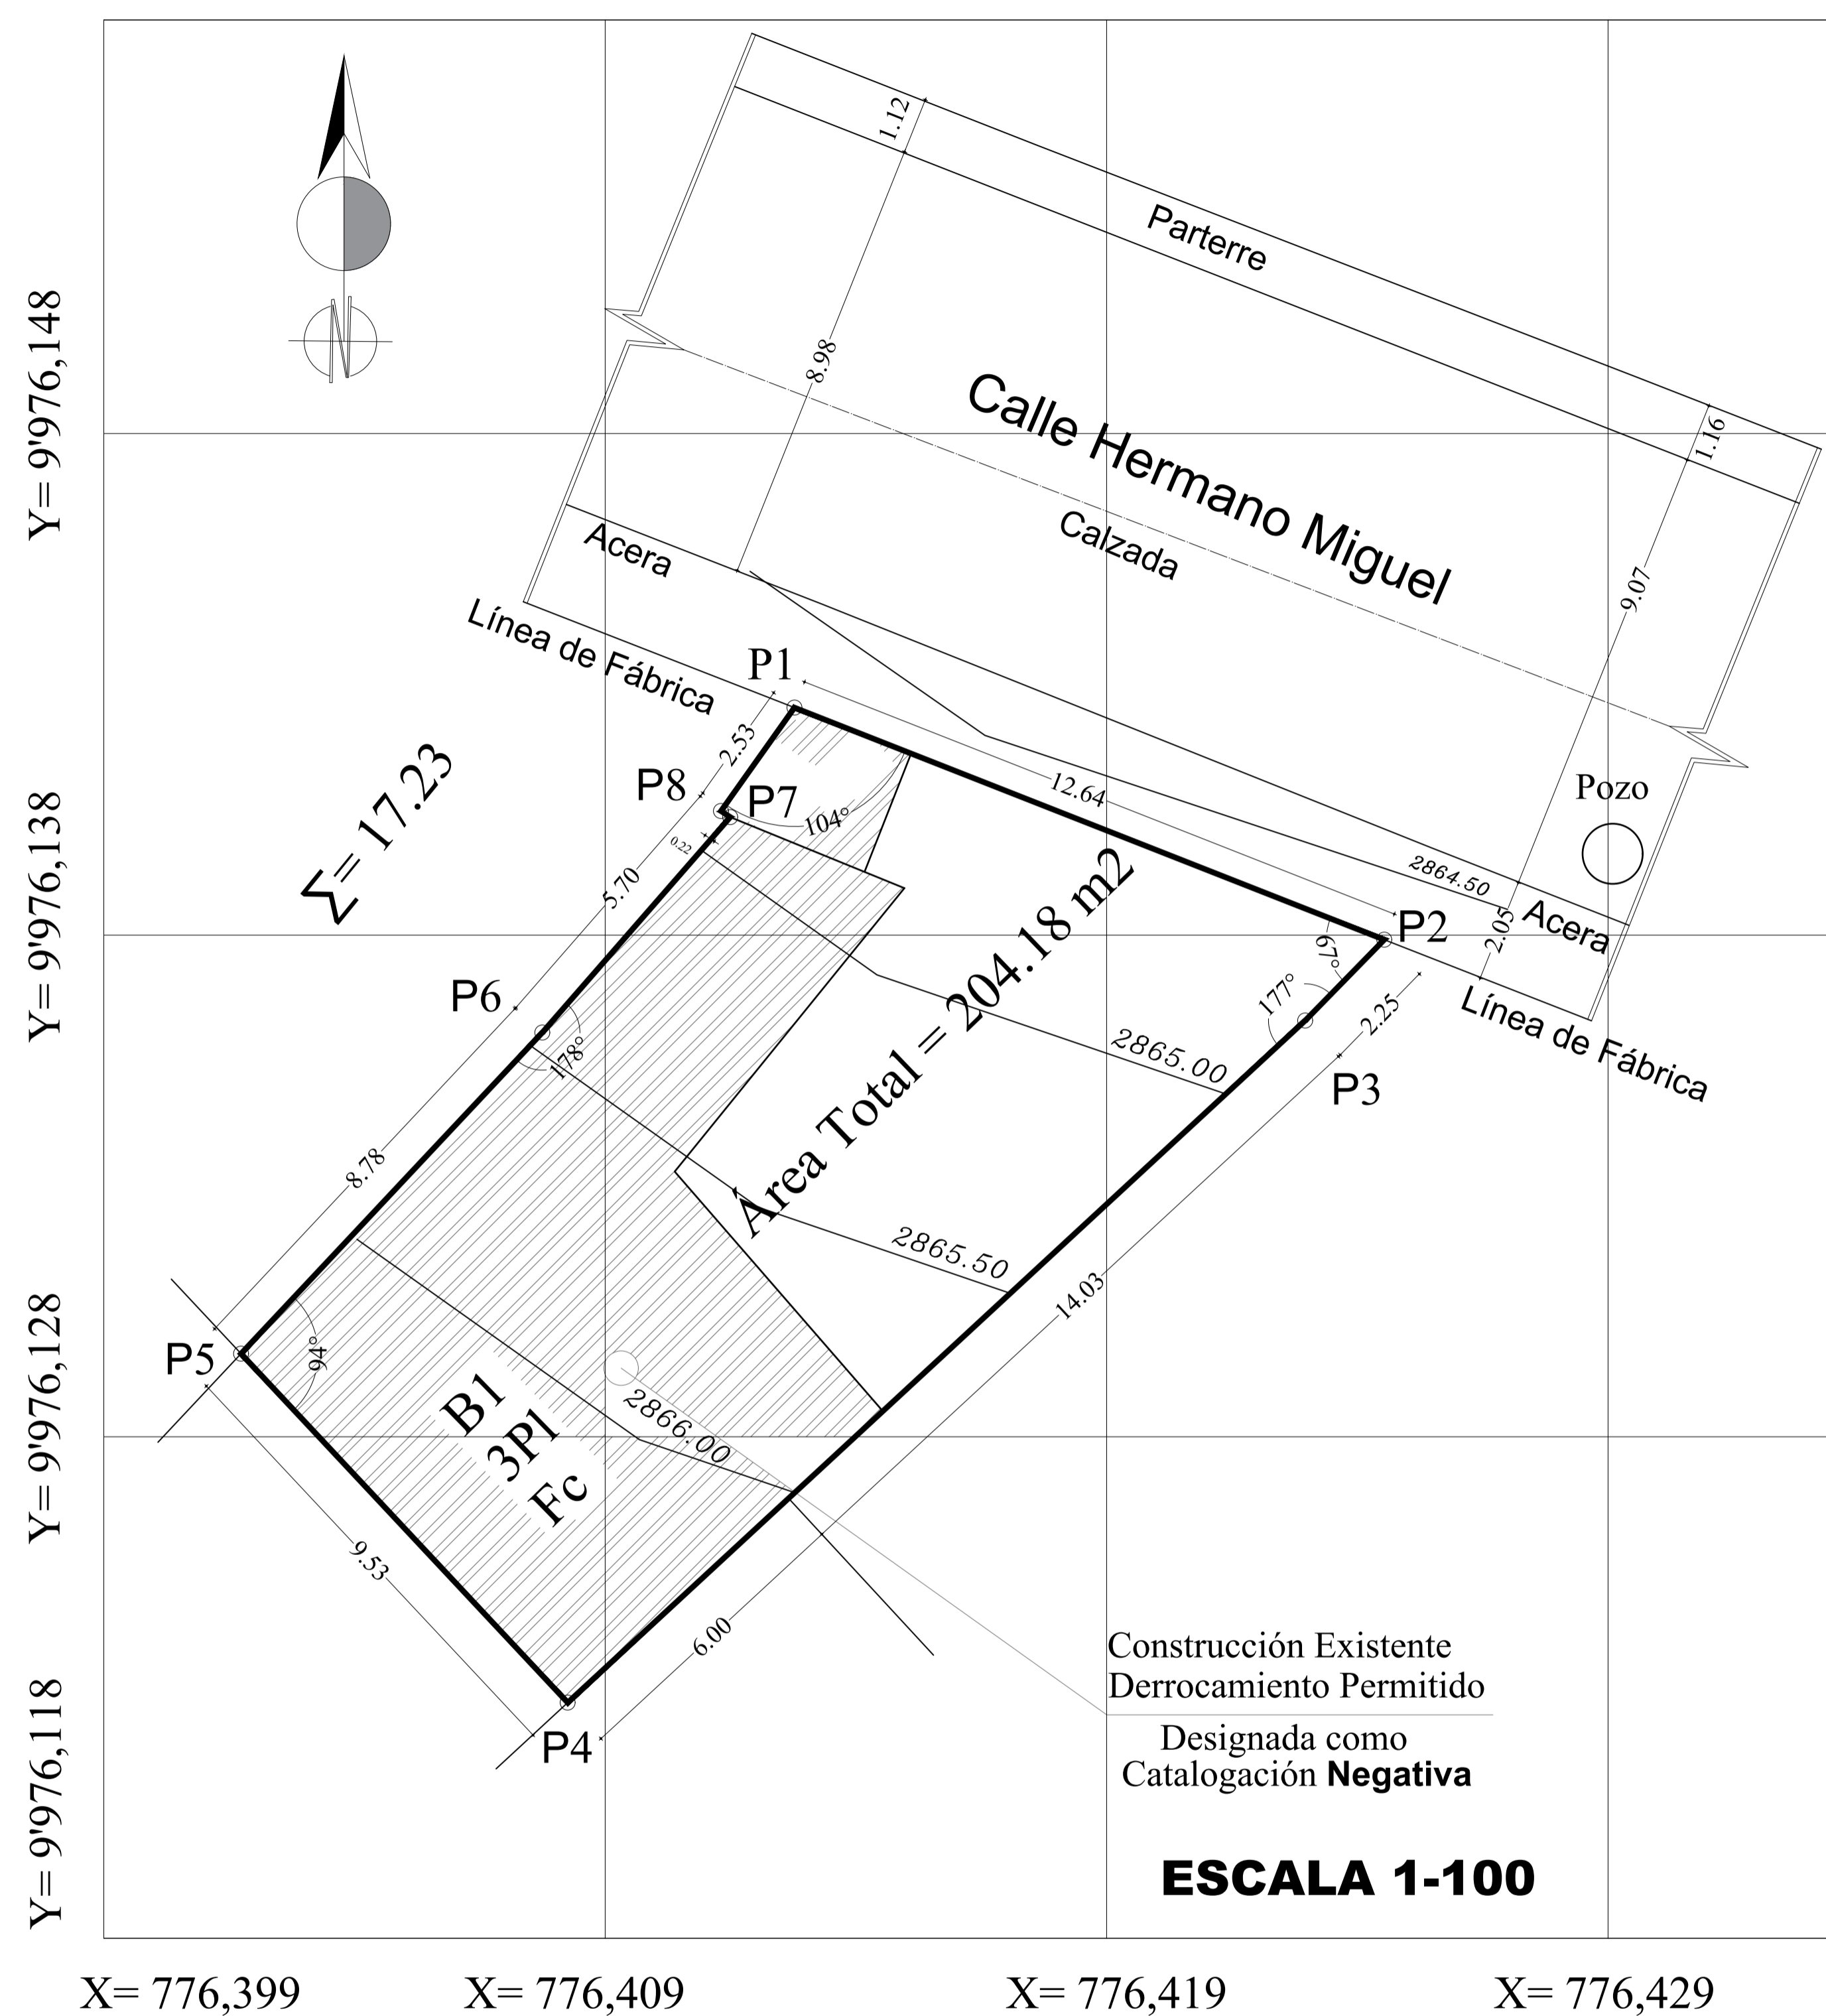 N
1.12
Parterre
8.98
Calle Hermano Miguel
1.16
Y= 9'976,148
Calzada
Acera
9.07
Línea de Fábrica
P1
2.53
12.64
Pozo
P8
P7
104°
Σ= 17.23
0.22
5.70
2864.50
Y= 9'976,138
P2
2.05
Acera
67°
177°
2.25
Línea de Fábrica
P6
178°
2865.00
P3
Área Total = 204.18 m2
8.78
2865.50
14.03
Y= 9'976,128
P5
94°
B1
3Pl
Fc
2866.00
9.53
6.00
P4
Construcción Existente
Derrocamiento Permitido
Designada como
Catalogación Negativa
Y= 9'976,118
ESCALA 1-100
X= 776,399
X= 776,409
X= 776,419
X= 776,429